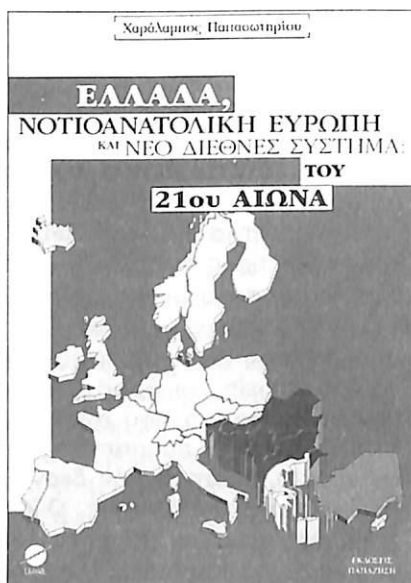 Χαράλαμπος Παπασωτηρίου
ΕΛΛΑΔΑ,
ΝΟΤΙΟΑΝΑΤΟΛΙΚΗ ΕΥΡΩΠΗ
ΚΑΙ ΝΕΟ ΔΙΕΘΝΕΣ ΣΥΣΤΗΜΑ:
ΤΟΥ
21ου ΑΙΩΝΑ
ΕΚΔΟΣΕΙΣ
ΠΑΠΑΖΗΣΗ